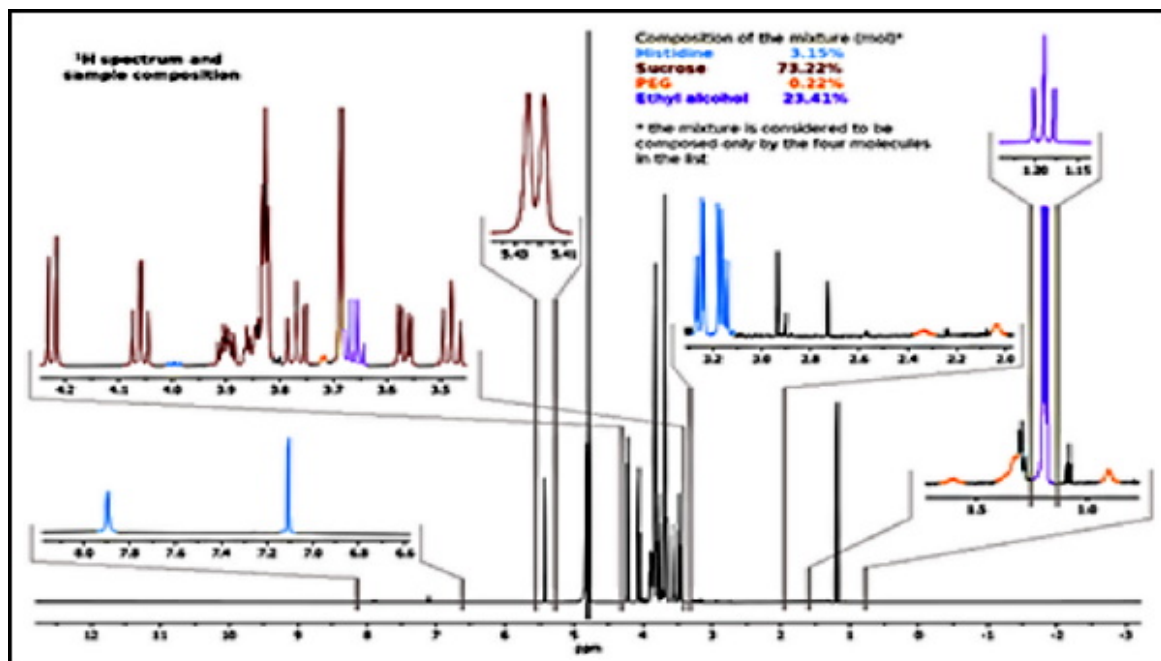 ¹H spectrum and
sample composition
Composition of the mixture (mol)*
Histidine 3.15%
Sucrose 73.22%
PEG 0.22%
Ethyl alcohol 23.41%
* the mixture is considered to be
composed only by the four molecules
in the list
1.20 1.15
5.43 5.41
4.2 4.1 4.0 3.9 3.8 3.7 3.6 3.5
3.2 3.0 2.8 2.6 2.4 2.2 2.0
1.5 1.0
8.0 7.8 7.6 7.4 7.2 7.0 6.8 6.6
12 11 10 9 8 7 6 5 4 3 2 1 0 -1 -2 -3
ppm